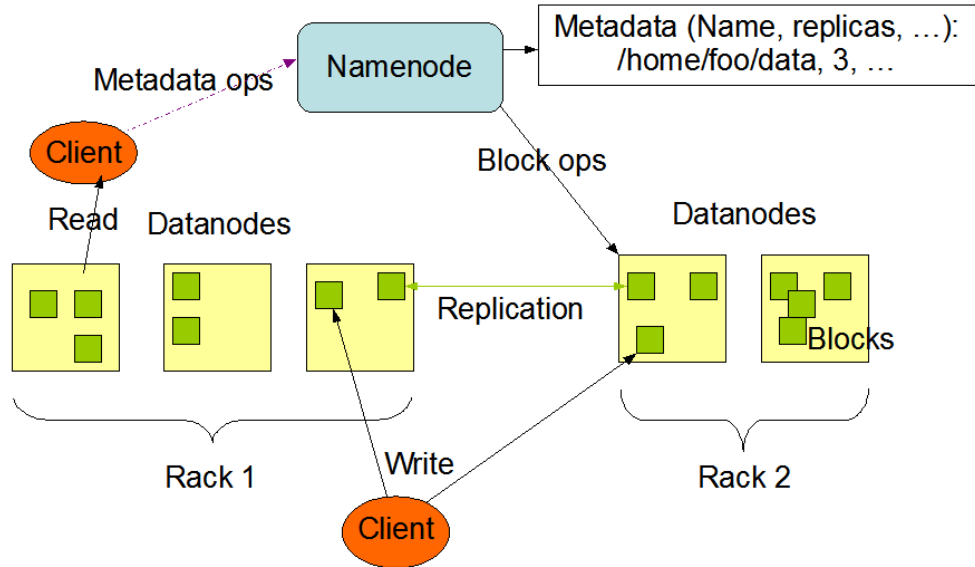 Metadata (Name, replicas, …):
/home/foo/data, 3, …
Namenode
Metadata ops
Client
Block ops
Read
Datanodes
Datanodes
Replication
Blocks
Rack 1
Write
Rack 2
Client